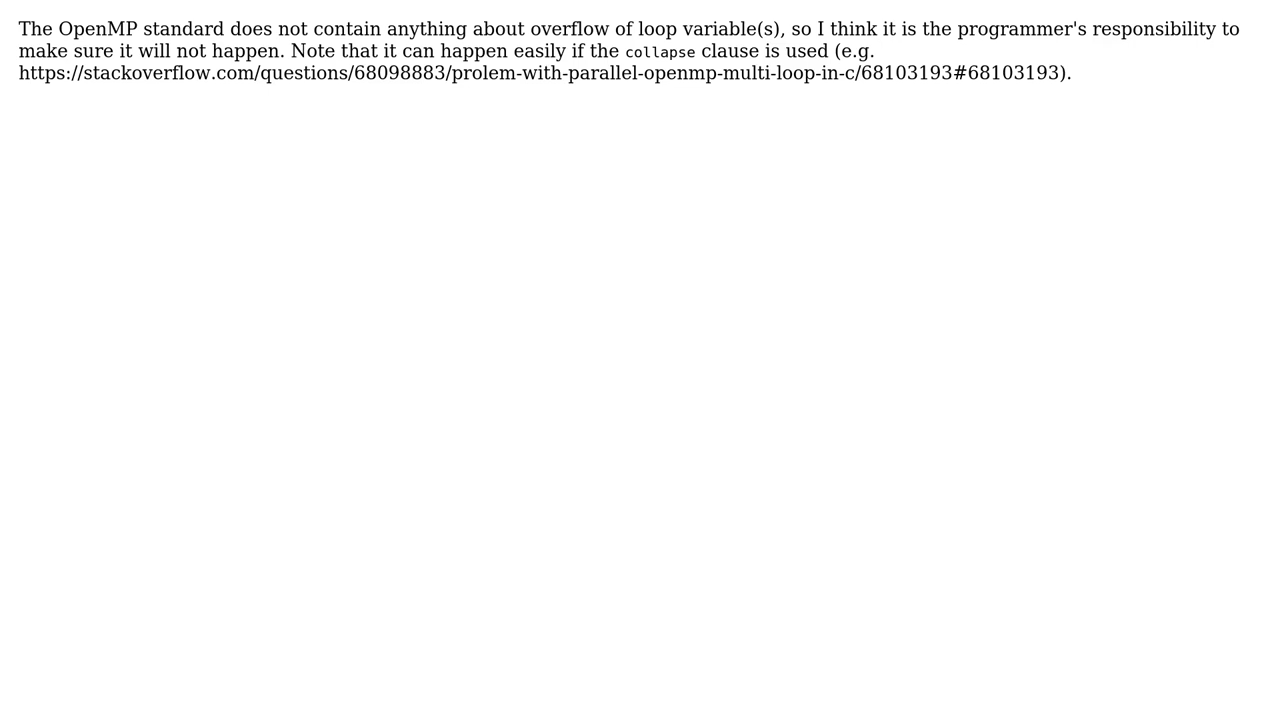 The OpenMP standard does not contain anything about overflow of loop variable(s), so I think it is the programmer's responsibility to
make sure it will not happen. Note that it can happen easily if the collapse clause is used (e.g.
https://stackoverflow.com/questions/68098883/prolem-with-parallel-openmp-multi-loop-in-c/68103193#68103193).